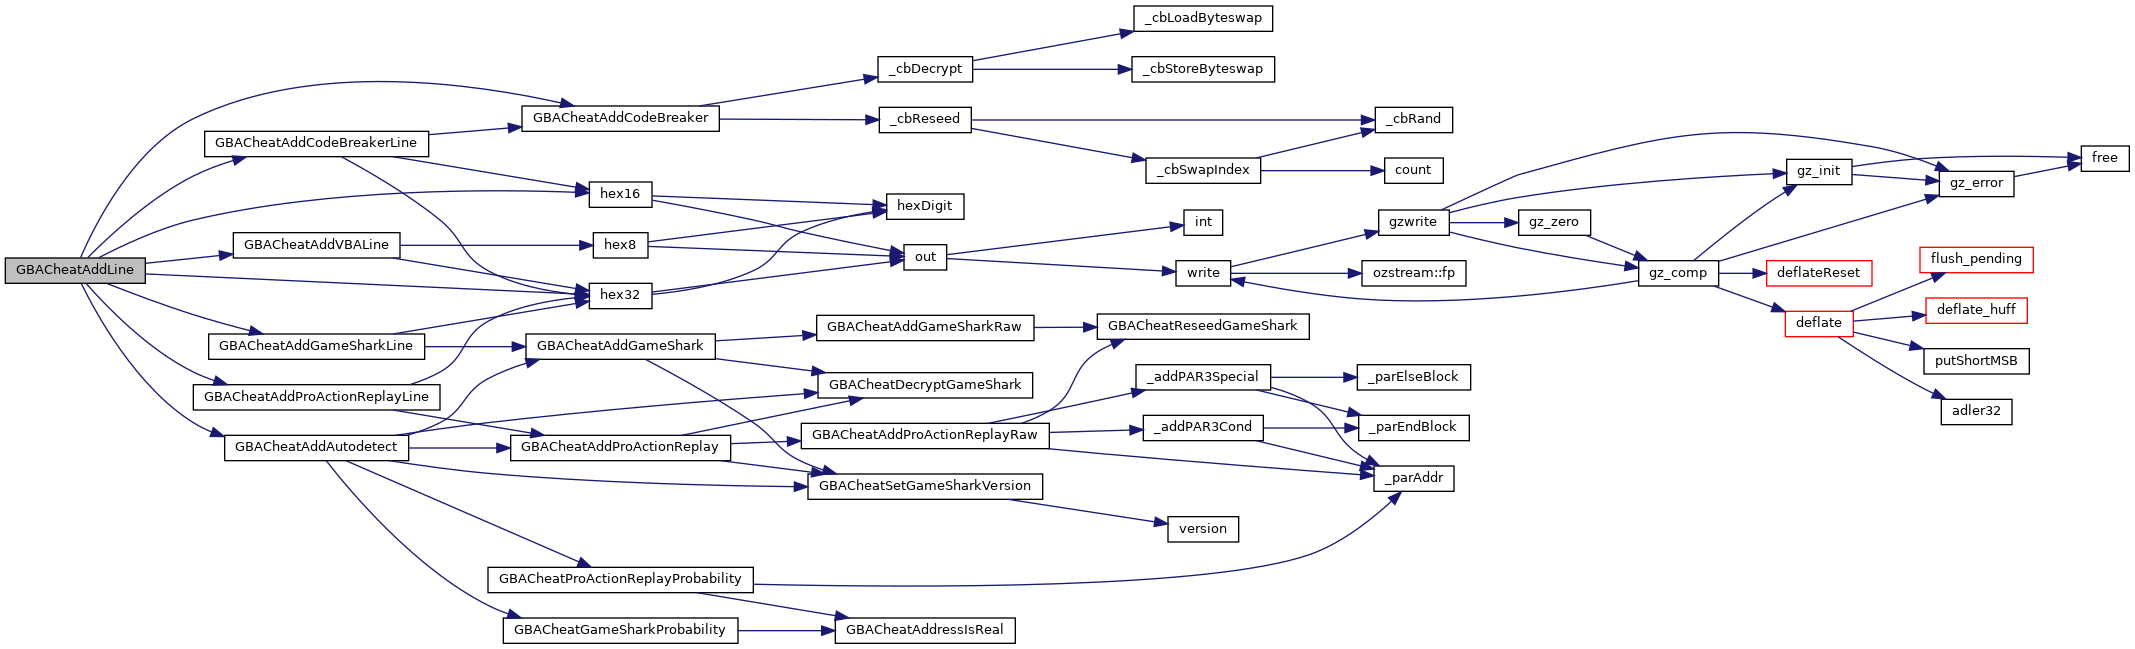 GBACheatAddLine
GBACheatAddCodeBreakerLine
GBACheatAddVBALine
GBACheatAddGameSharkLine
GBACheatAddProActionReplayLine
GBACheatAddAutodetect
GBACheatAddCodeBreaker
hex16
hex8
hex32
GBACheatAddGameShark
GBACheatAddProActionReplay
GBACheatProActionReplayProbability
GBACheatGameSharkProbability
_cbDecrypt
_cbReseed
hexDigit
out
GBACheatAddGameSharkRaw
GBACheatDecryptGameShark
GBACheatAddProActionReplayRaw
GBACheatSetGameSharkVersion
GBACheatAddressIsReal
_cbLoadByteswap
_cbStoreByteswap
_cbSwapIndex
int
write
GBACheatReseedGameShark
_addPAR3Special
_addPAR3Cond
version
_cbRand
count
gzwrite
ozstream::fp
_parElseBlock
_parEndBlock
_parAddr
gz_zero
gz_comp
gz_init
deflateReset
deflate
gz_error
flush_pending
deflate_huff
putShortMSB
adler32
free